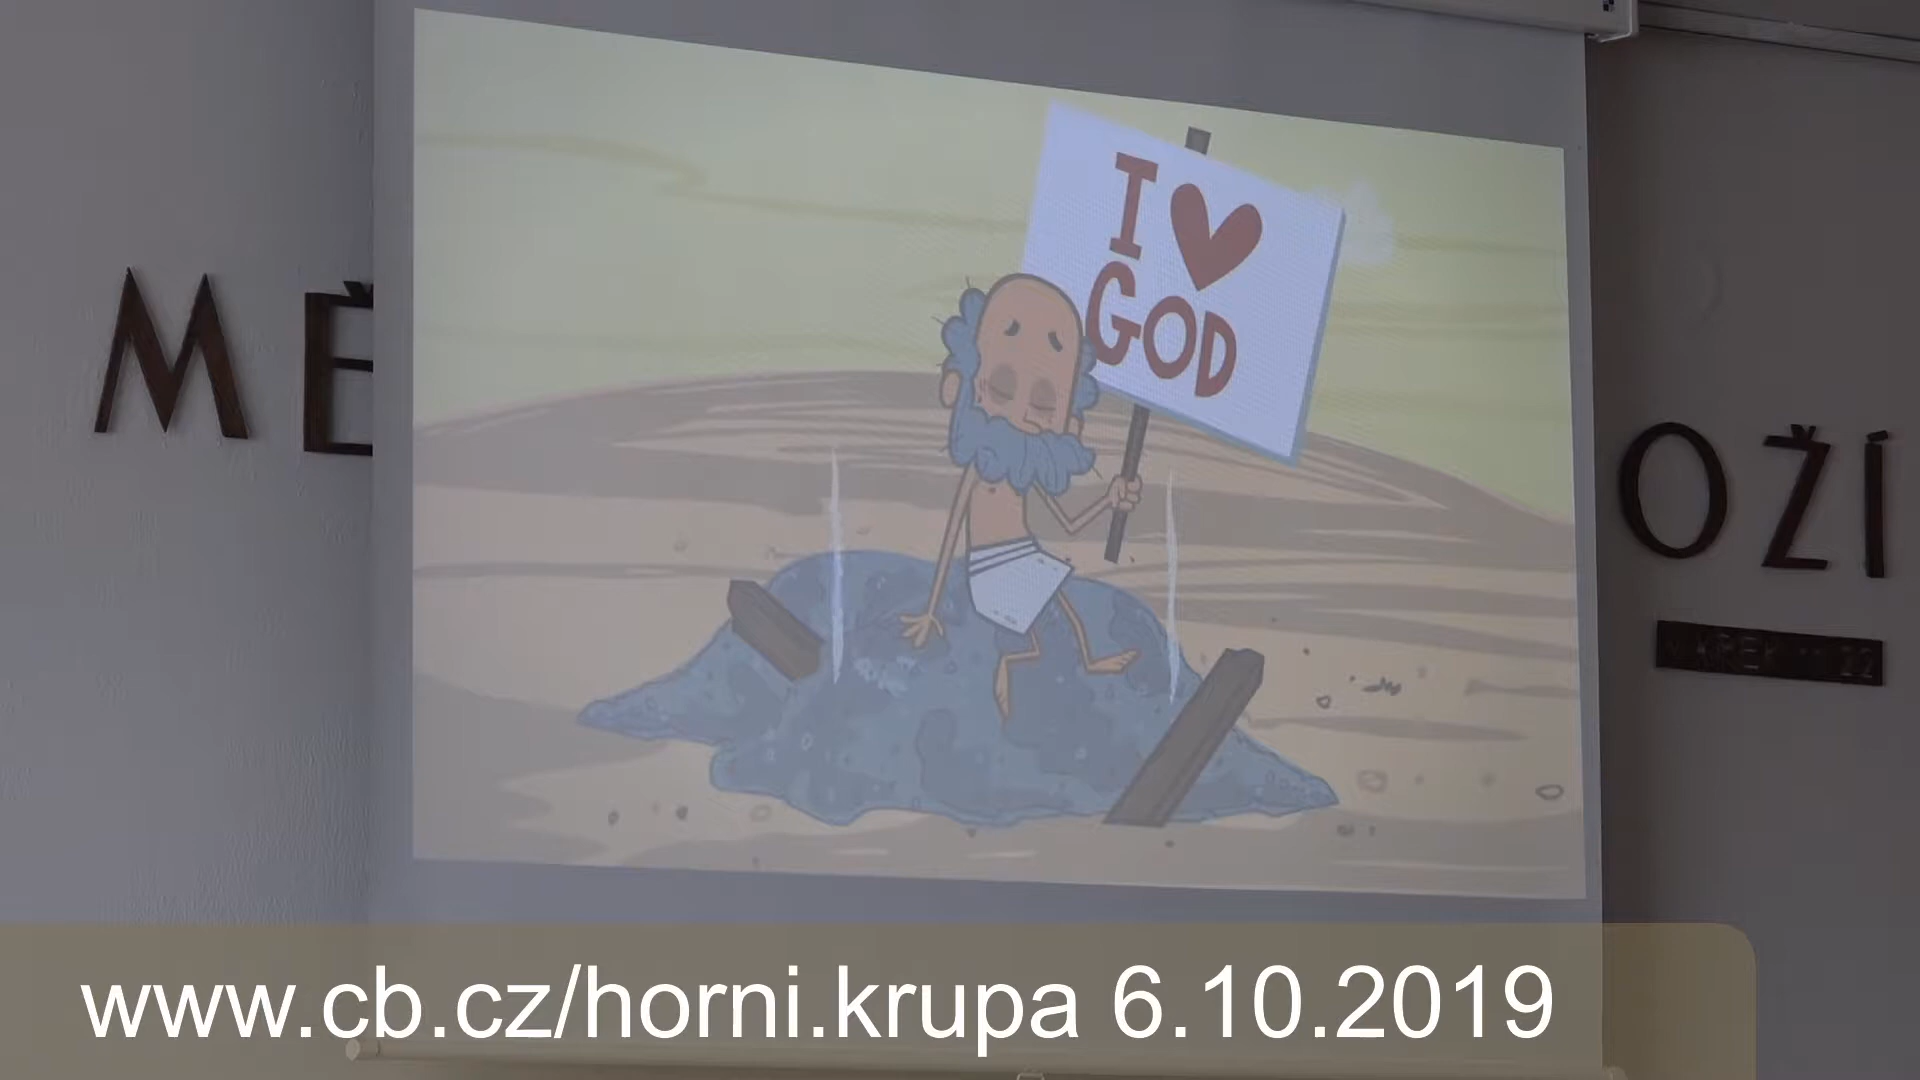 I ♥
GOD
MĚ
OŽÍ
www.cb.cz/horni.krupa 6.10.2019